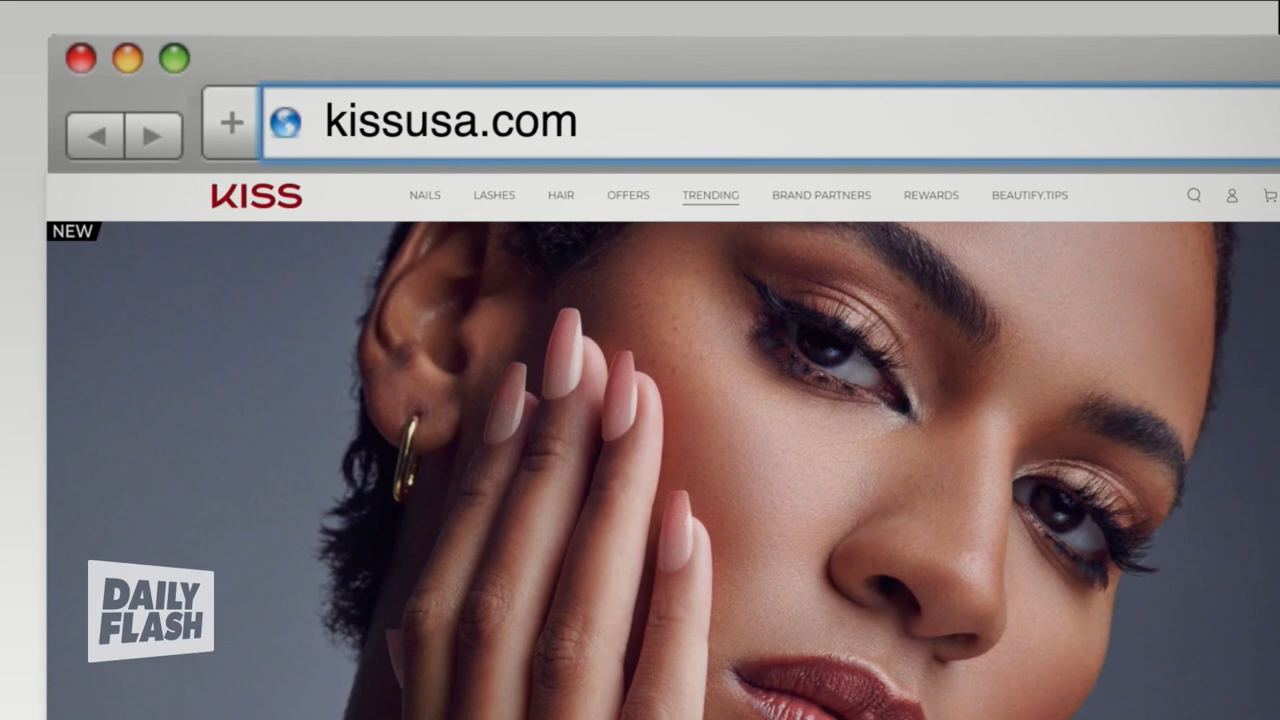 kissusa.com
KISS NAILS LASHES HAIR OFFERS TRENDING BRAND PARTNERS REWARDS BEAUTIFY.TIPS
NEW
DAILY
FLASH